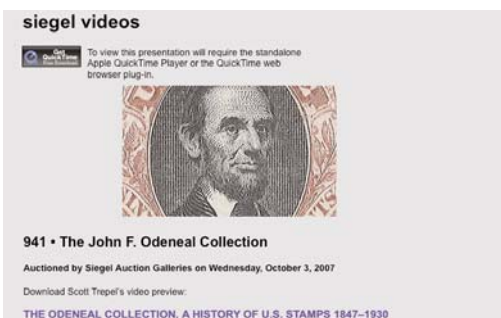 siegel videos
Get
QuickTime
To view this presentation will require the standalone
Apple QuickTime Player or the QuickTime web
browser plug-in.
941 • The John F. Odeneal Collection
Auctioned by Siegel Auction Galleries on Wednesday, October 3, 2007
Download Scott Trepel's video preview:
THE ODENEAL COLLECTION, A HISTORY OF U.S. STAMPS 1847–1930